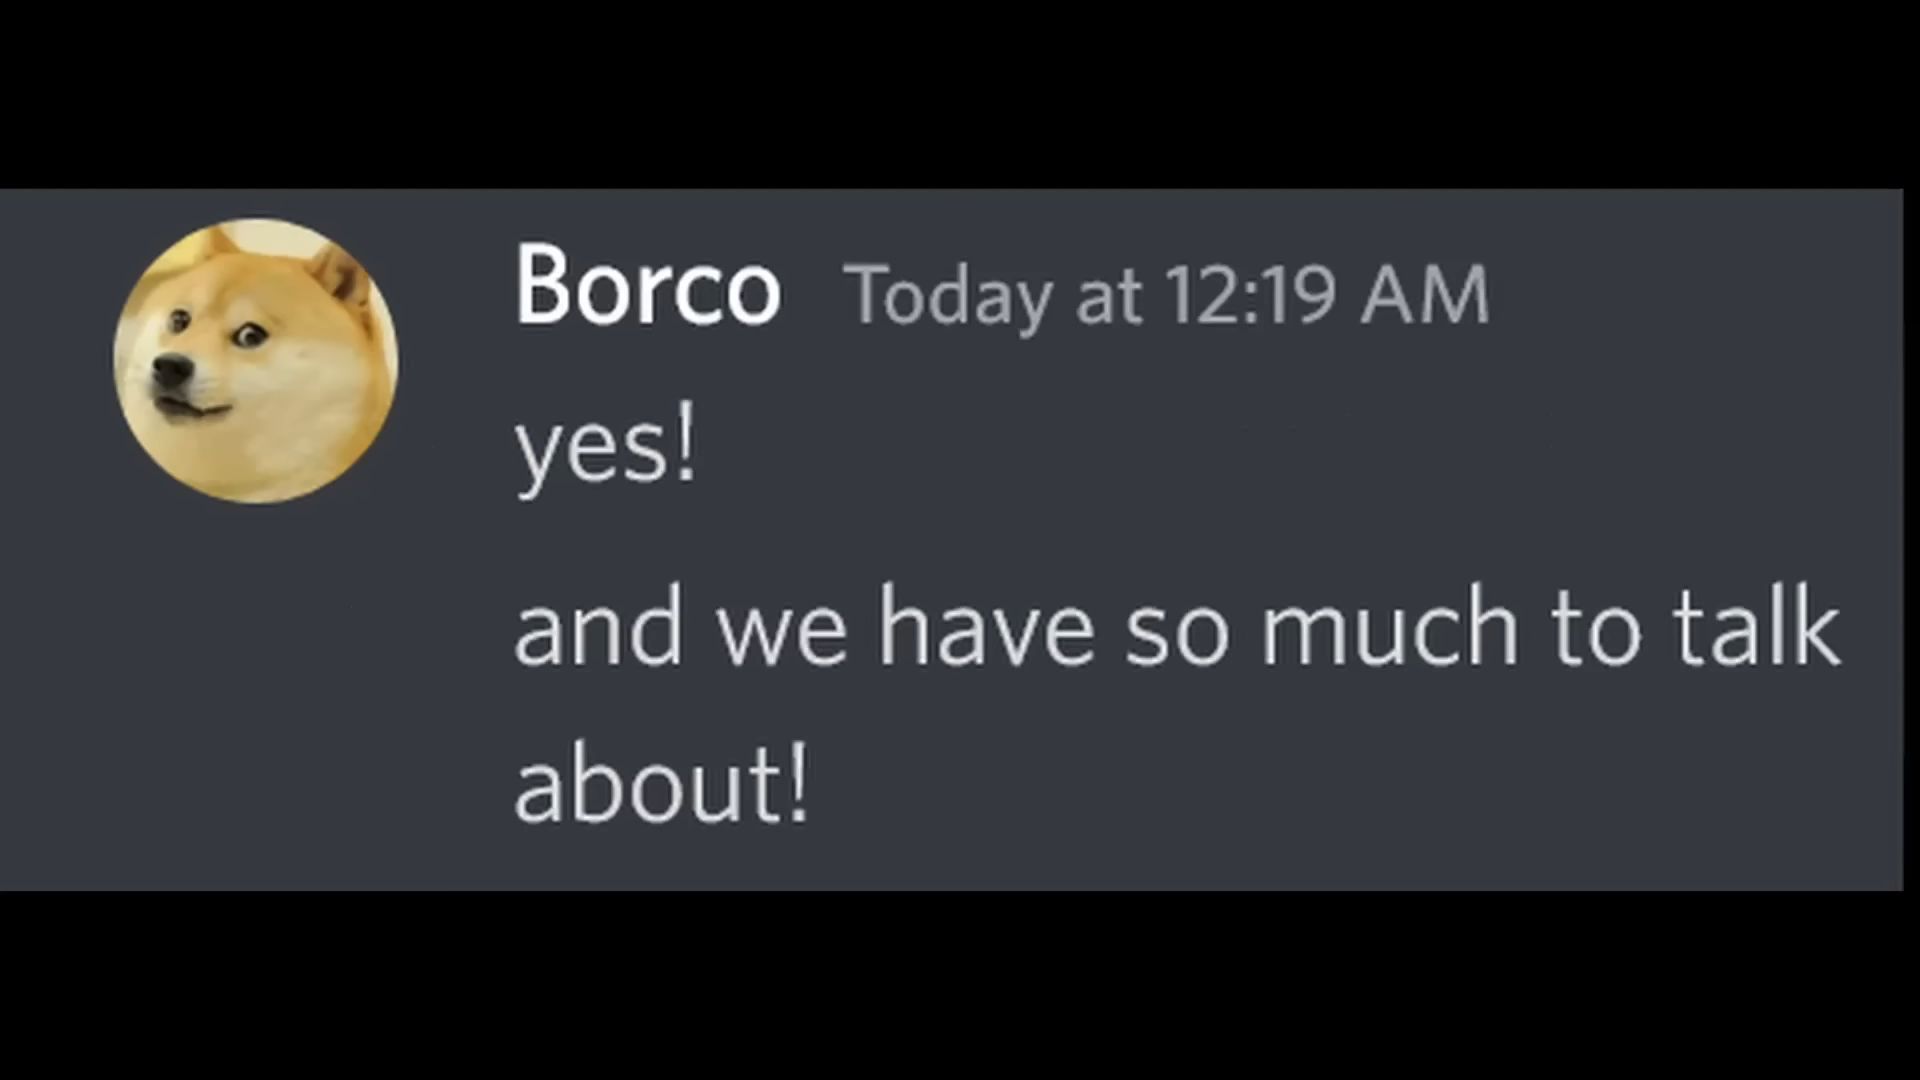 Borco Today at 12:19 AM
yes!
and we have so much to talk
about!